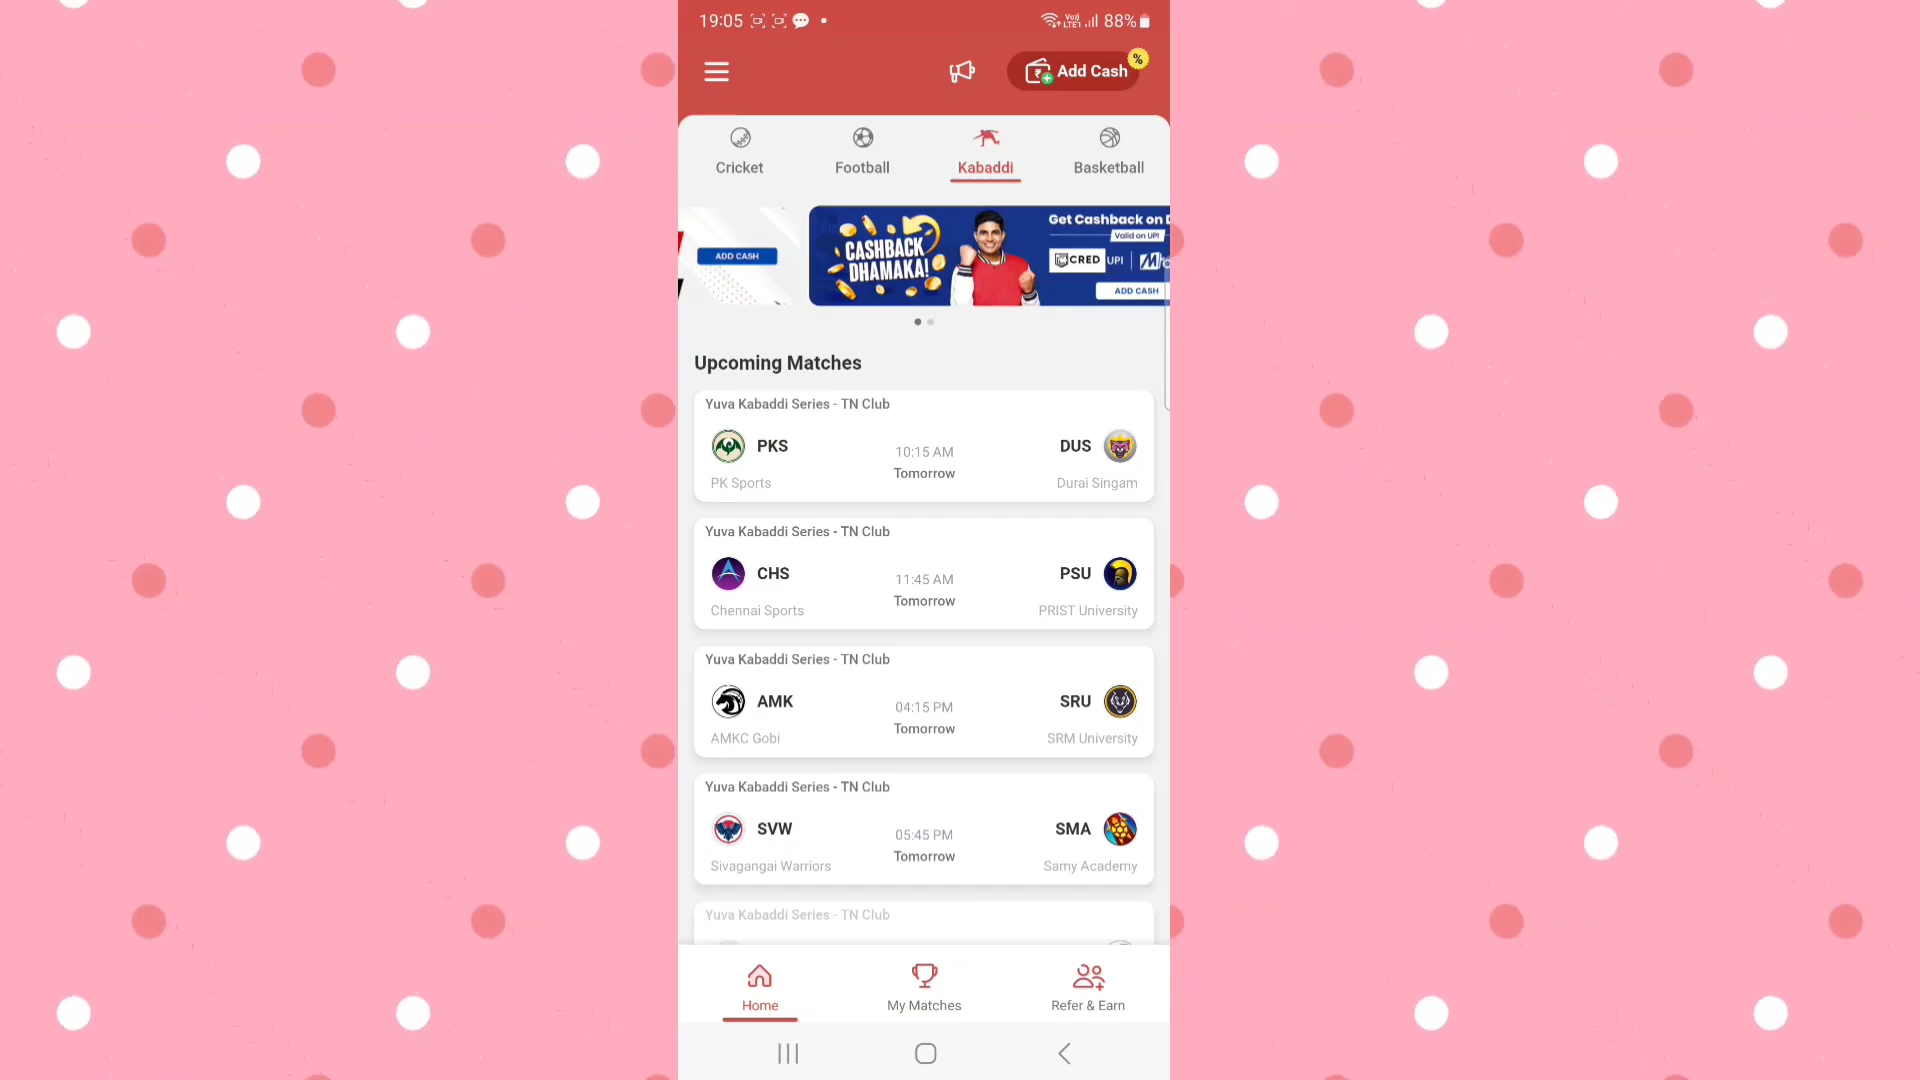 19:05
88%
Add Cash
%
Cricket
Football
Kabaddi
Basketball
ADD CASH
CASHBACK
DHAMAKA!
Get Cashback on
Valid on UPI
CRED UPI
ADD CASH
Upcoming Matches
Yuva Kabaddi Series - TN Club
PKS
10:15 AM
DUS
Tomorrow
PK Sports
Durai Singam
Yuva Kabaddi Series - TN Club
CHS
11:45 AM
PSU
Tomorrow
Chennai Sports
PRIST University
Yuva Kabaddi Series - TN Club
AMK
04:15 PM
SRU
Tomorrow
AMKC Gobi
SRM University
Yuva Kabaddi Series - TN Club
SVW
05:45 PM
SMA
Tomorrow
Sivagangai Warriors
Samy Academy
Yuva Kabaddi Series - TN Club
Home
My Matches
Refer & Earn